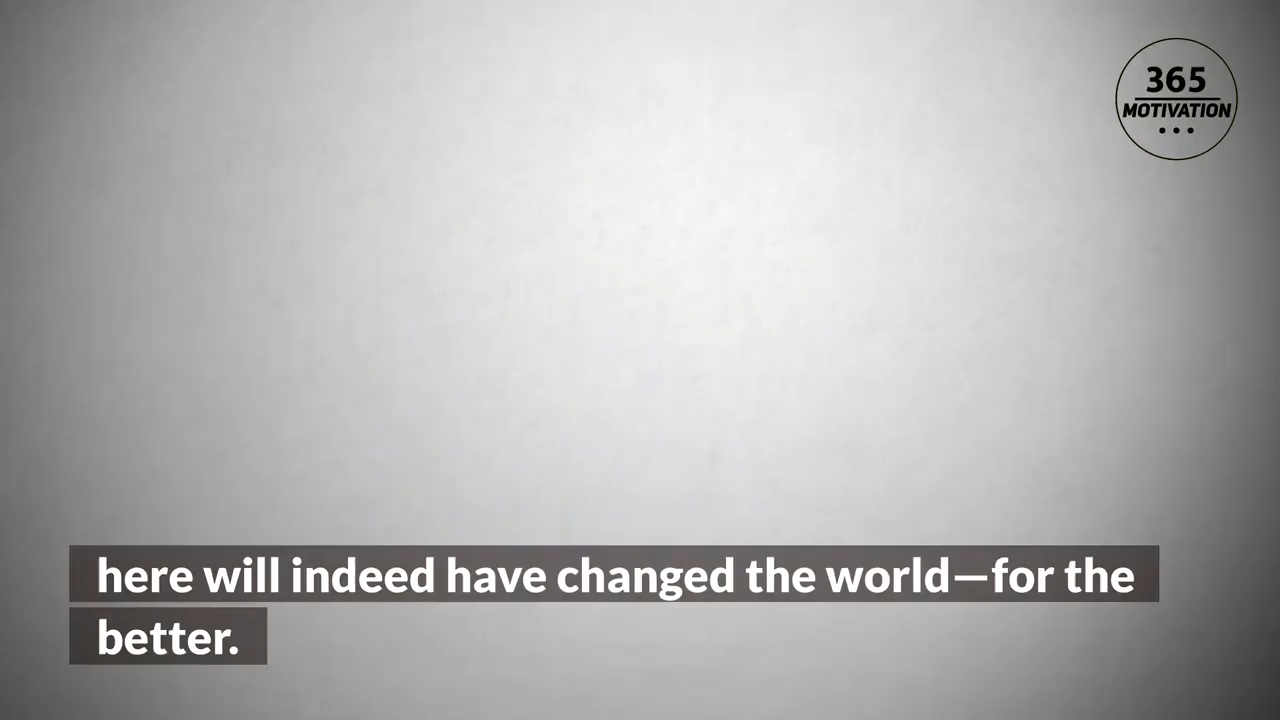 365
MOTIVATION
here will indeed have changed the world—for the
better.